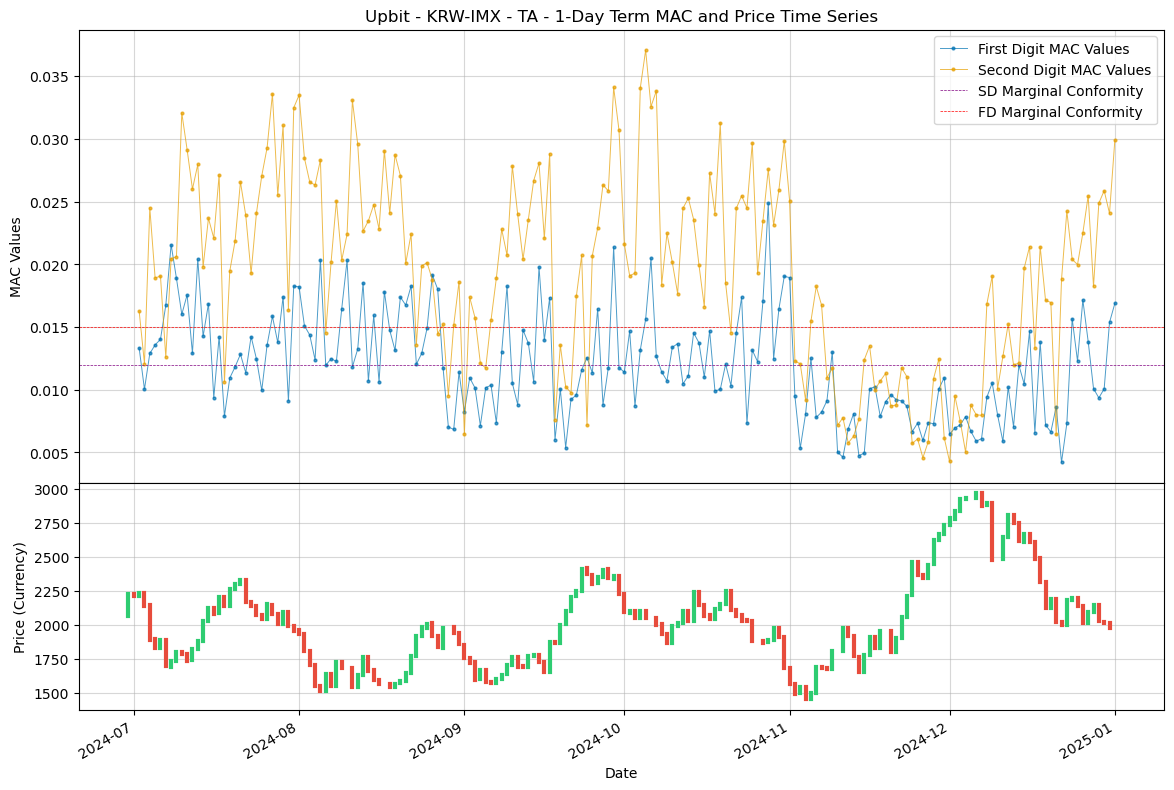 Upbit - KRW-IMX - TA - 1-Day Term MAC and Price Time Series
First Digit MAC Values
Second Digit MAC Values
SD Marginal Conformity
FD Marginal Conformity
MAC Values
0.035
0.030
0.025
0.020
0.015
0.010
0.005
Price (Currency)
3000
2750
2500
2250
2000
1750
1500
2024-07
2024-08
2024-09
2024-10
2024-11
2024-12
2025-01
Date